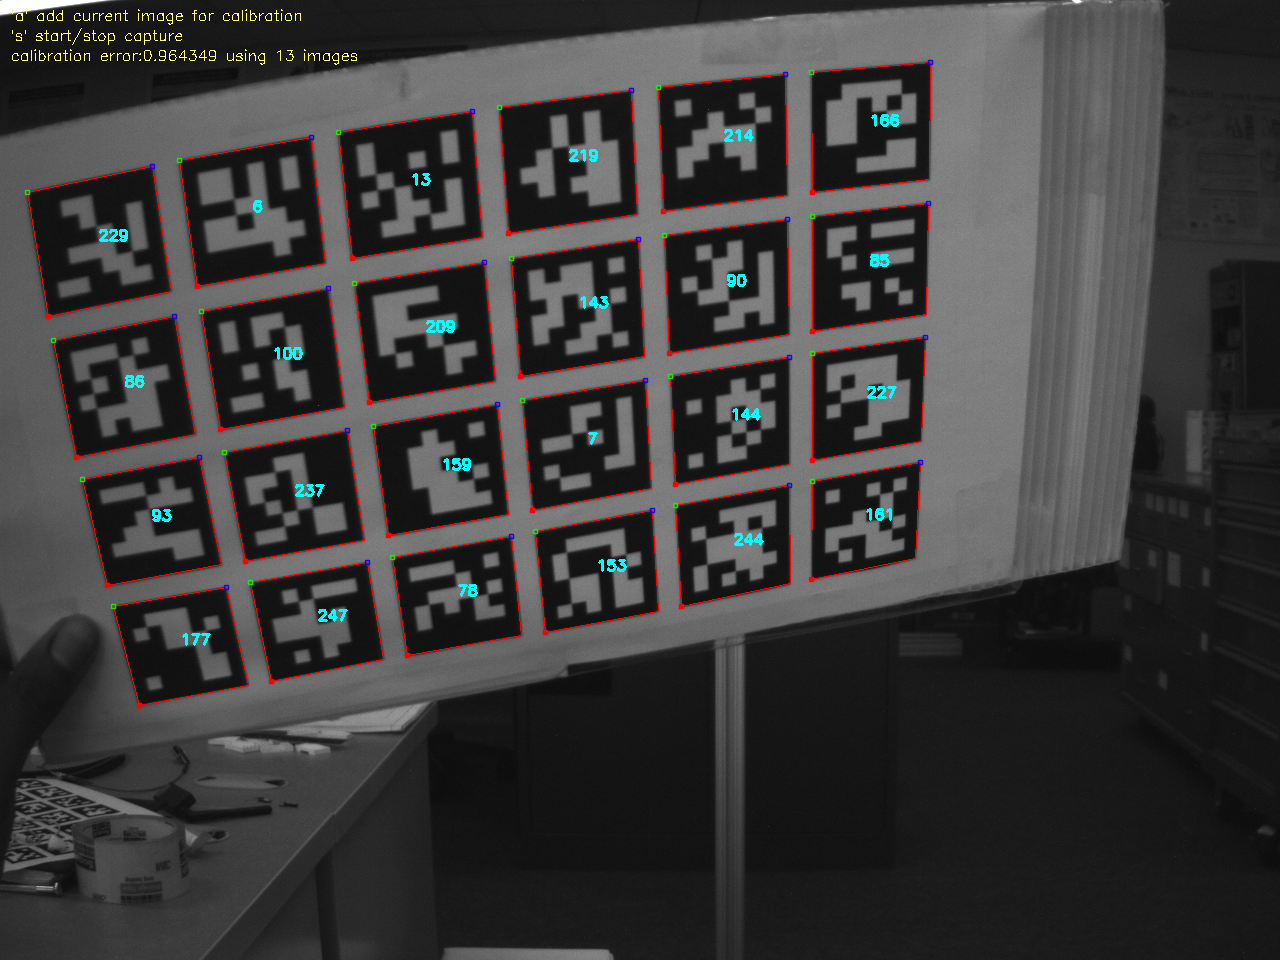 'a' add current image for calibration
's' start/stop capture
calibration error:0.964349 using 13 images
229 6 13 219 214 166
86 100 209 143 90 85
93 237 159 7 144 227
177 247 78 153 244 161